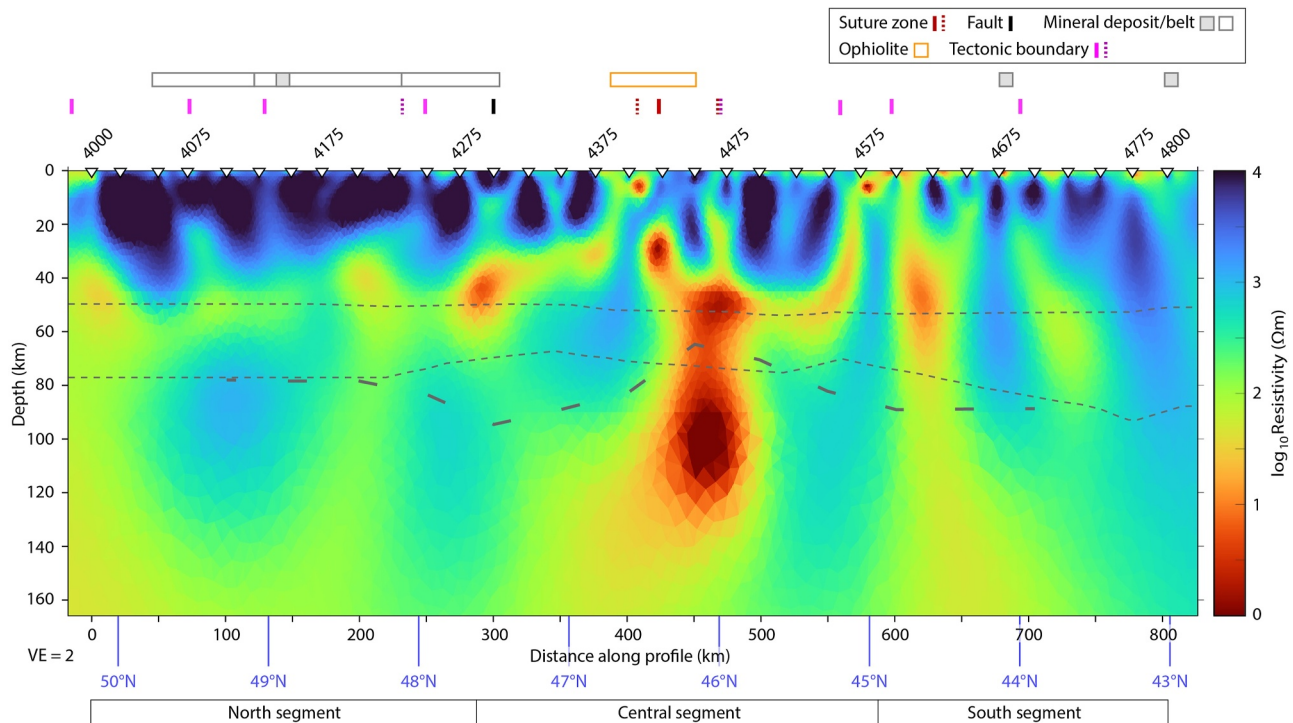 Suture zone Fault Mineral deposit/belt
Ophiolite Tectonic boundary
4000 4075 4175 4275 4375 4475 4575 4675 4775 4800
0
20
40
60
80
100
120
140
160
Depth (km)
4
3
2
1
0
log10 Resistivity (Ωm)
0 100 200 300 400 500 600 700 800
VE = 2 Distance along profile (km)
50°N 49°N 48°N 47°N 46°N 45°N 44°N 43°N
North segment Central segment South segment